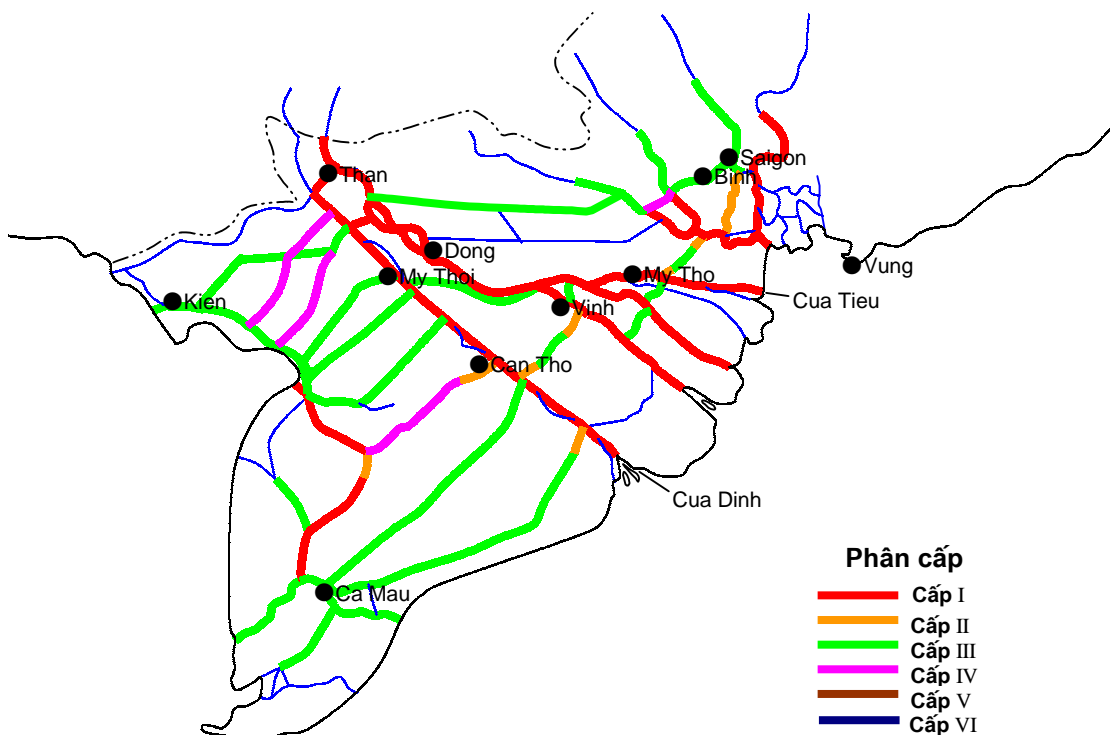 Saigon
Than
Binh
Dong
Vung
My Thoi
My Tho
Kien
Cua Tieu
Vinh
Can Tho
Cua Dinh
Ca Mau
Phân cấp
Cấp I
Cấp II
Cấp III
Cấp IV
Cấp V
Cấp VI